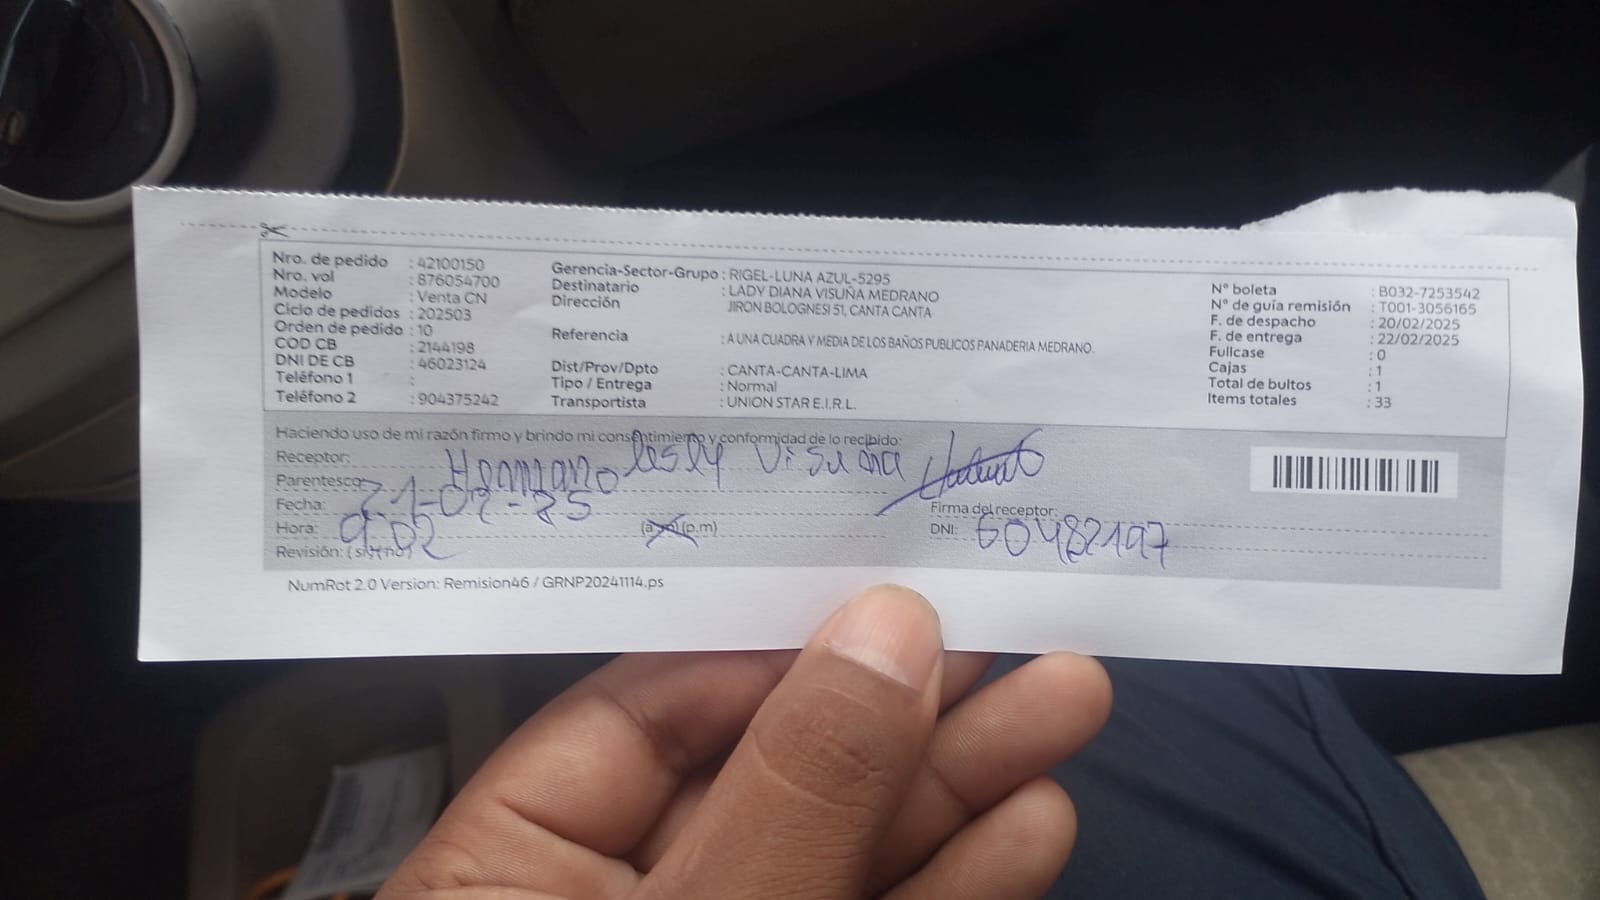 Nro. de pedido : 42100150
Nro. vol : 876054700
Modelo : Venta CN
Ciclo de pedidos : 202503
Orden de pedido : 10
COD CB : 2144198
DNI DE CB : 46023124
Teléfono 1 :
Teléfono 2 : 904375242
Gerencia-Sector-Grupo : RIGEL-LUNA AZUL-5295
Destinatario : LADY DIANA VISUÑA MEDRANO
Dirección JIRON BOLOGNESI 51, CANTA CANTA
Referencia : A UNA CUADRA Y MEDIA DE LOS BAÑOS PUBLICOS PANADERIA MEDRANO.
Dist/Prov/Dpto : CANTA-CANTA-LIMA
Tipo / Entrega : Normal
Transportista : UNION STAR E.I.R.L.
N° boleta : B032-7253542
N° de guía remisión : T001-3056165
F. de despacho : 20/02/2025
F. de entrega : 22/02/2025
Fullcase : 0
Cajas : 1
Total de bultos : 1
Items totales : 33
Haciendo uso de mi razón firmo y brindo mi consentimiento y conformidad de lo recibido:
Receptor: lesly Visuña
Parentesco: Hermano
Fecha: 21-02-25
Hora: 9:02 (a.m) (p.m)
Revisión: (si) (no)
Firma del receptor:
DNI: 60482197
NumRot 2.0 Version: Remision46 / GRNP20241114.ps